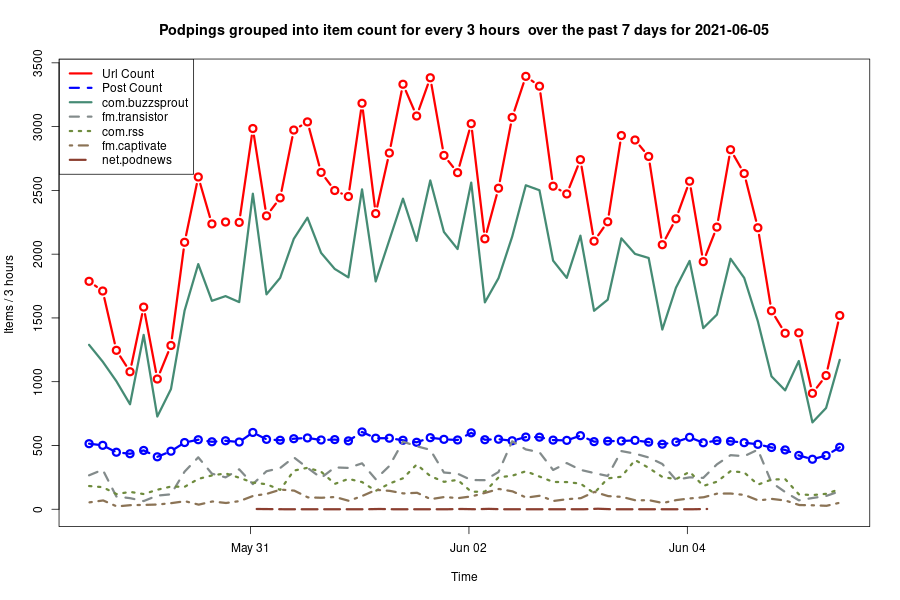 Podpings grouped into item count for every 3 hours  over the past 7 days for 2021-06-05
Url Count
Post Count
com.buzzsprout
fm.transistor
com.rss
fm.captivate
net.podnews
3500
3000
2500
2000
1500
1000
500
0
Items / 3 hours
May 31
Jun 02
Jun 04
Time